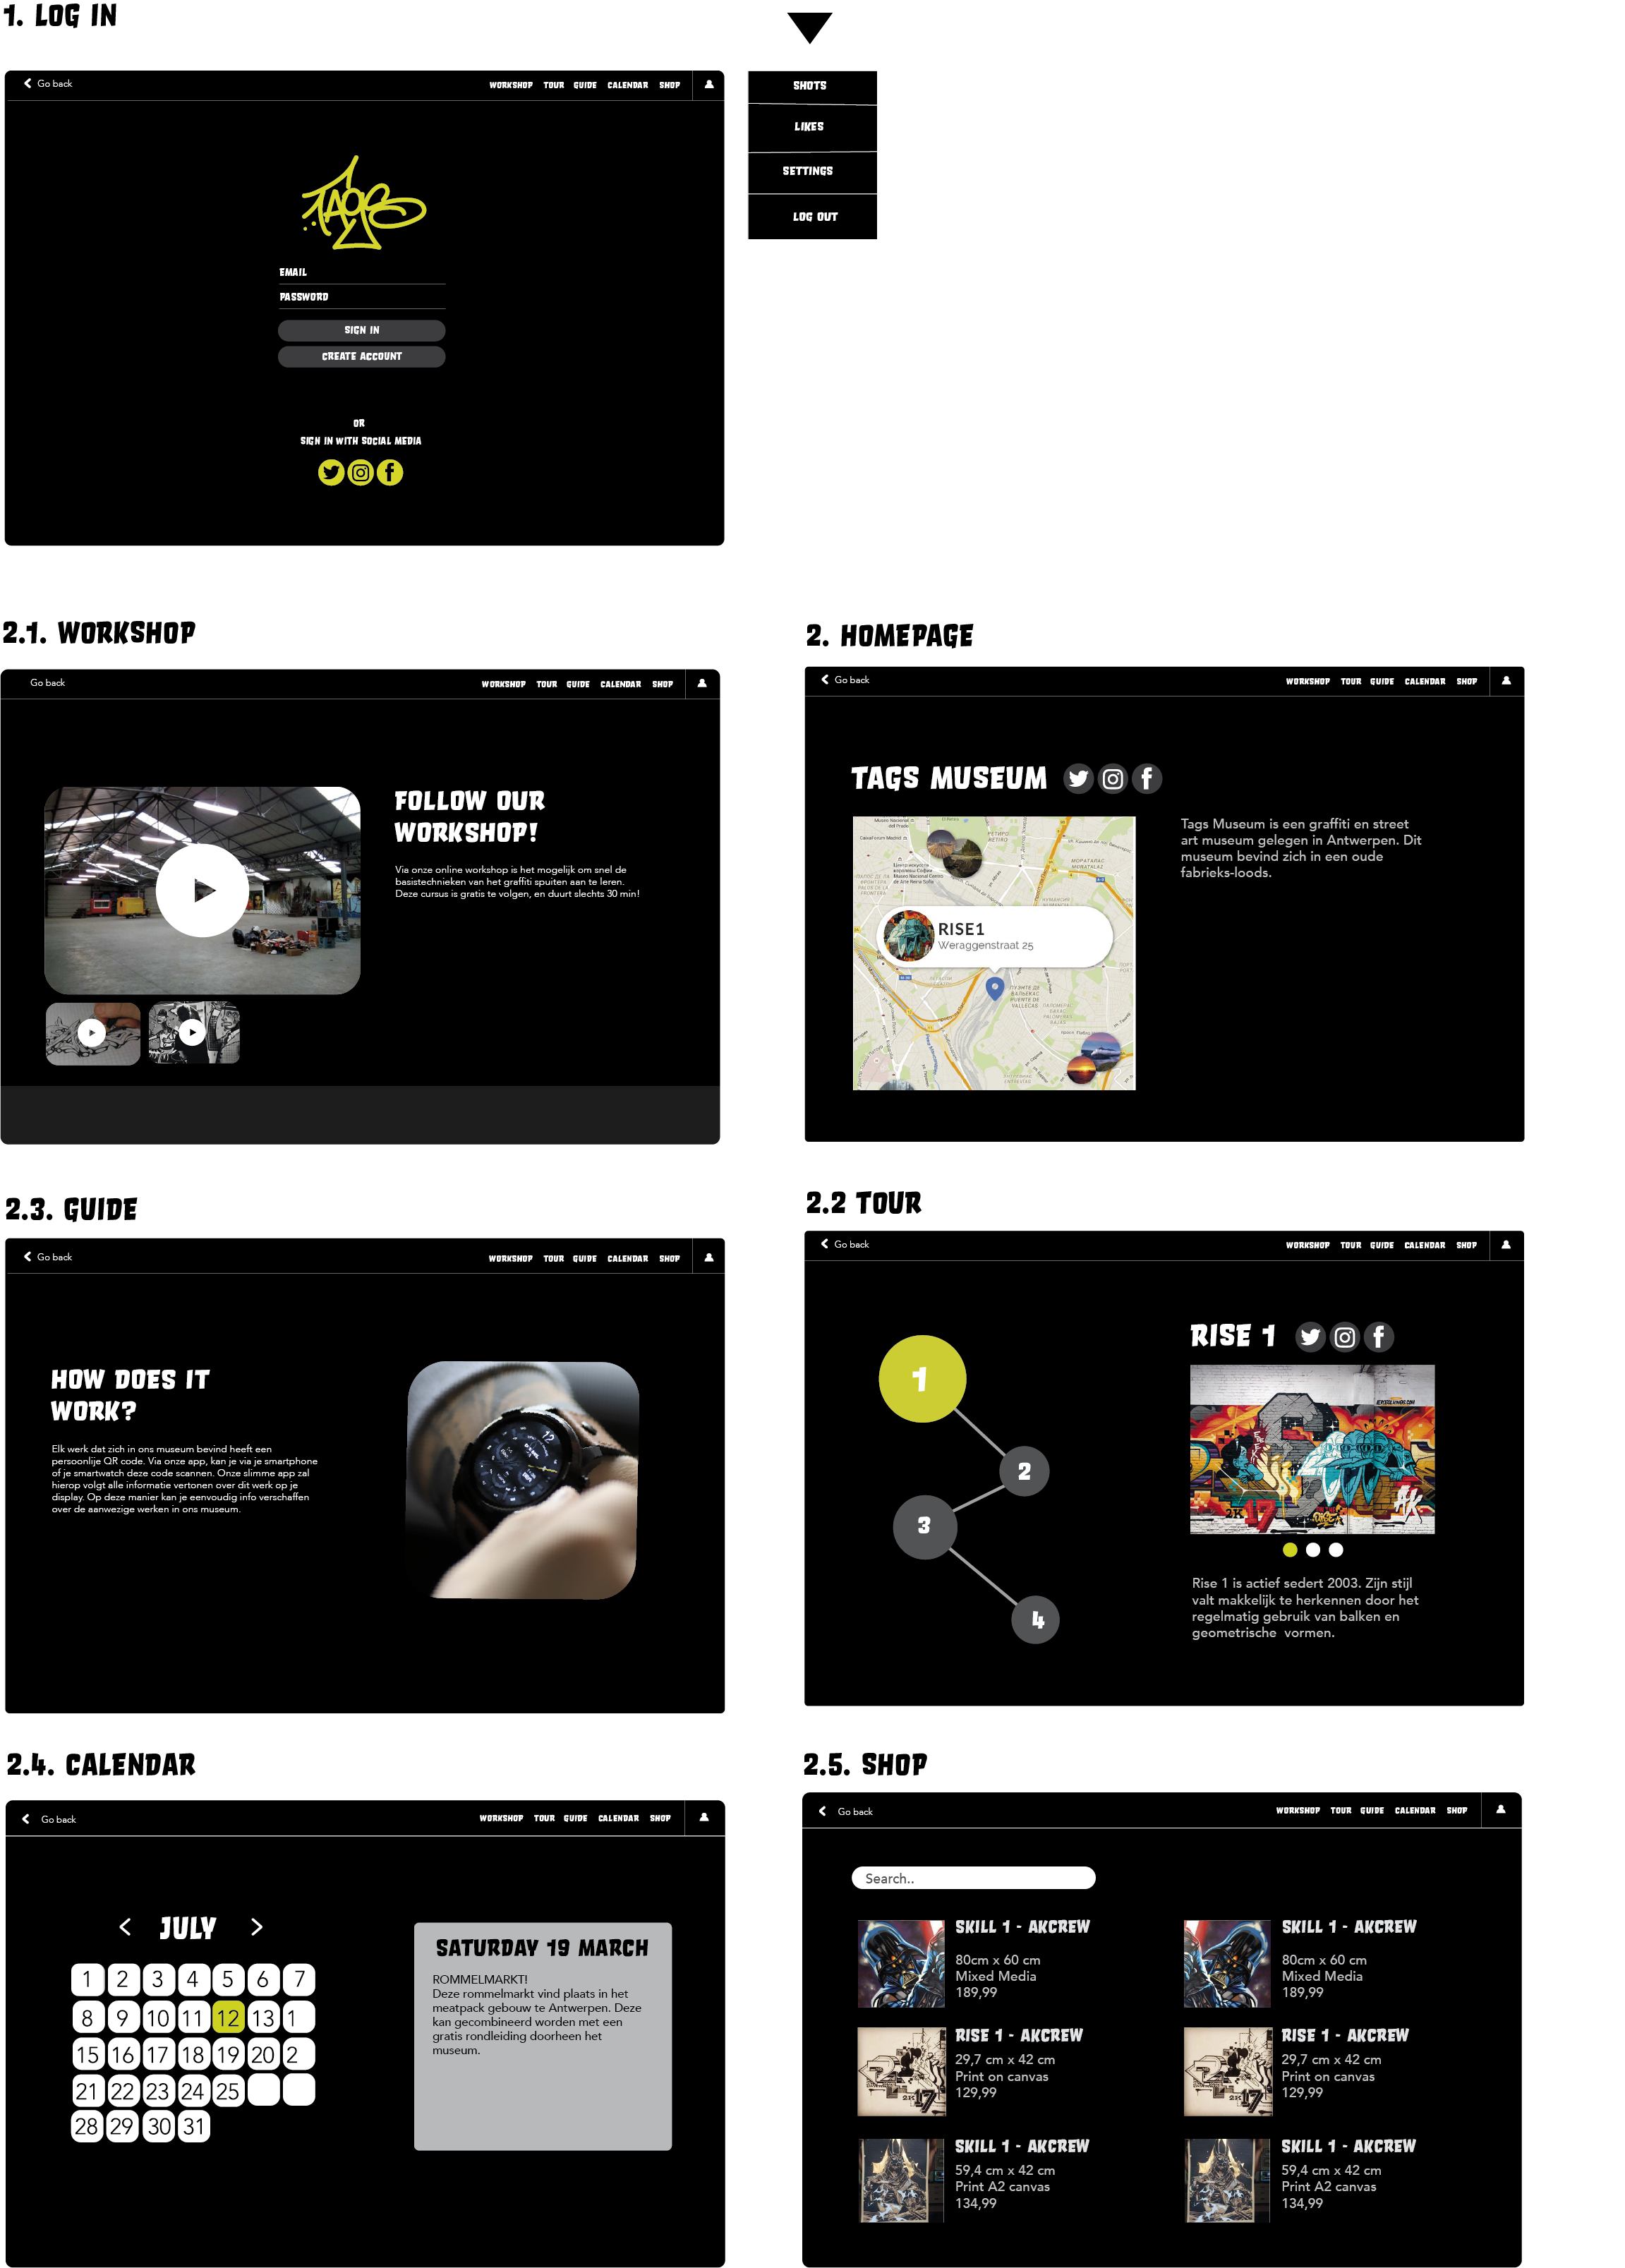 1. LOG IN
Go back
WORKSHOP TOUR GUIDE CALENDAR SHOP
SHOTS
LIKES
SETTINGS
LOG OUT
TAGS
EMAIL
PASSWORD
SIGN IN
CREATE ACCOUNT
OR
SIGN IN WITH SOCIAL MEDIA
2.1. WORKSHOP
Go back
WORKSHOP TOUR GUIDE CALENDAR SHOP
FOLLOW OUR
WORKSHOP!
Via onze online workshop is het mogelijk om snel de
basistechnieken van het graffiti spuiten aan te leren.
Deze cursus is gratis te volgen, en duurt slechts 30 min!
2. HOMEPAGE
Go back
WORKSHOP TOUR GUIDE CALENDAR SHOP
TAGS MUSEUM
RISE1
Weraggenstraat 25
Tags Museum is een graffiti en street
art museum gelegen in Antwerpen. Dit
museum bevind zich in een oude
fabrieks-loods.
2.3. GUIDE
Go back
WORKSHOP TOUR GUIDE CALENDAR SHOP
HOW DOES IT
WORK?
Elk werk dat zich in ons museum bevind heeft een
persoonlije QR code. Via onze app, kan je via je smartphone
of je smartwatch deze code scannen. Onze slimme app zal
hierop volgt alle informatie vertonen over dit werk op je
display. Op deze manier kan je eenvoudig info verschaffen
over de aanwezige werken in ons museum.
2.2 TOUR
Go back
WORKSHOP TOUR GUIDE CALENDAR SHOP
1
2
3
4
RISE 1
Rise 1 is actief sedert 2003. Zijn stijl
valt makkelijk te herkennen door het
regelmatig gebruik van balken en
geometrische vormen.
2.4. CALENDAR
Go back
WORKSHOP TOUR GUIDE CALENDAR SHOP
JULY
1 2 3 4 5 6 7
8 9 10 11 12 13 1
15 16 17 18 19 20 2
21 22 23 24 25
28 29 30 31
SATURDAY 19 MARCH
ROMMELMARKT!
Deze rommelmarkt vind plaats in het
meatpack gebouw te Antwerpen. Deze
kan gecombineerd worden met een
gratis rondleiding doorheen het
museum.
2.5. SHOP
Go back
WORKSHOP TOUR GUIDE CALENDAR SHOP
Search..
SKILL 1 - AKCREW
80cm x 60 cm
Mixed Media
189,99
SKILL 1 - AKCREW
80cm x 60 cm
Mixed Media
189,99
RISE 1 - AKCREW
29,7 cm x 42 cm
Print on canvas
129,99
RISE 1 - AKCREW
29,7 cm x 42 cm
Print on canvas
129,99
SKILL 1 - AKCREW
59,4 cm x 42 cm
Print A2 canvas
134,99
SKILL 1 - AKCREW
59,4 cm x 42 cm
Print A2 canvas
134,99